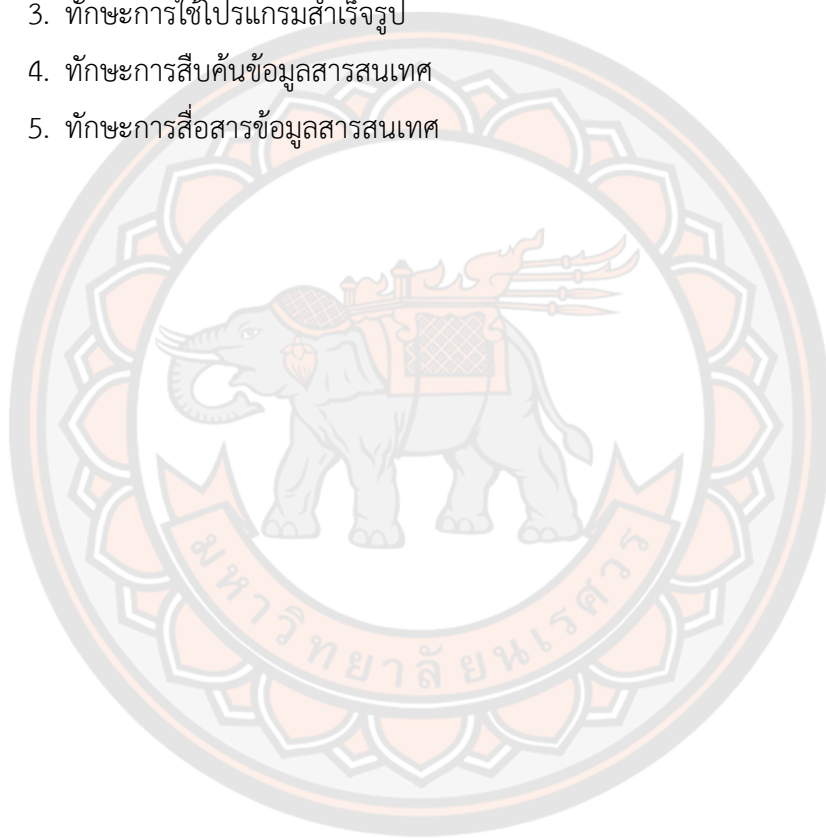 3. ทักษะการใช้โปรแกรมสำเร็จรูป
4. ทักษะการสืบค้นข้อมูลสารสนเทศ
5. ทักษะการสื่อสารข้อมูลสารสนเทศ
มหาวิทยาลัยนเรศวร